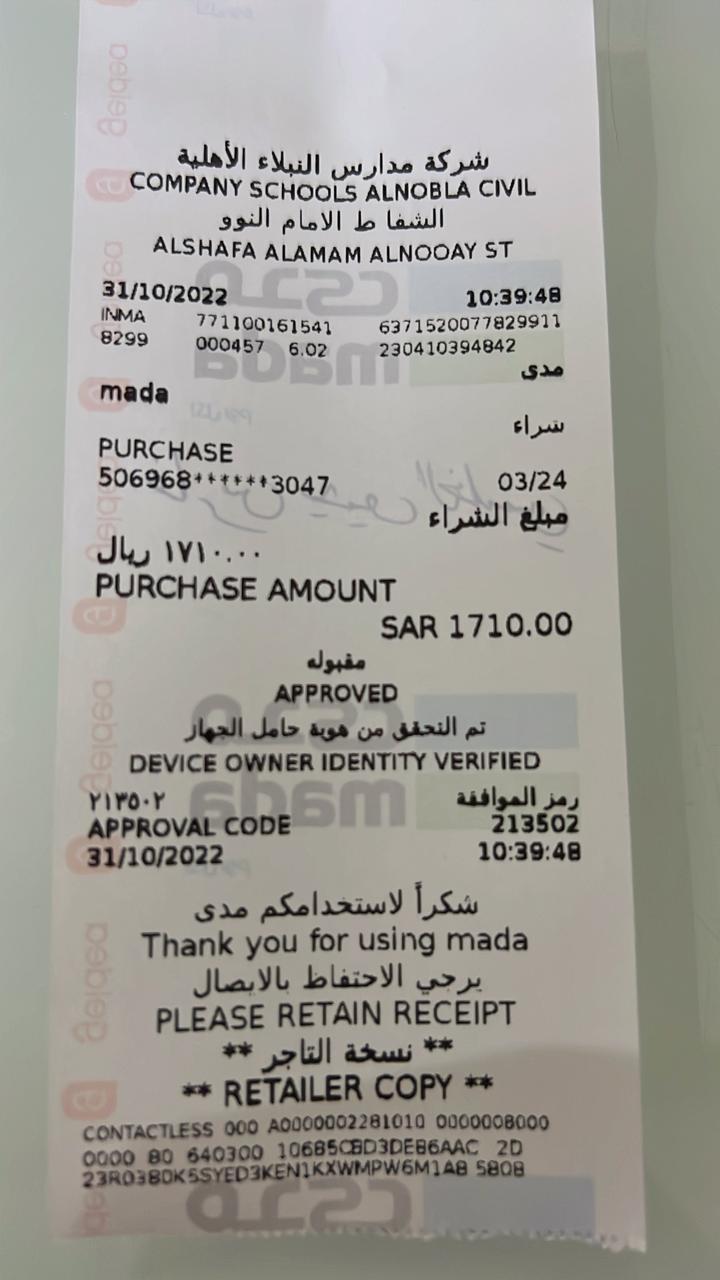 شركة مدارس النبلاء الأهلية
COMPANY SCHOOLS ALNOBLA CIVIL
الشفا ط الامام النوو
ALSHAFA ALAMAM ALNOOAY ST
31/10/2022 10:39:48
INMA 771100161541 6371520077829911
8299 000457 6.02 230410394842
مدى
mada
شراء
PURCHASE
506968******3047 03/24
مبلغ الشراء
١٧١٠.٠٠ ريال
PURCHASE AMOUNT
SAR 1710.00
مقبوله
APPROVED
تم التحقق من هوية حامل الجهاز
DEVICE OWNER IDENTITY VERIFIED
رمز الموافقة ٢١٣٥٠٢
APPROVAL CODE 213502
31/10/2022 10:39:48
شكراً لاستخدامكم مدى
Thank you for using mada
يرجي الاحتفاظ بالايصال
PLEASE RETAIN RECEIPT
** نسخة التاجر **
** RETAILER COPY **
CONTACTLESS 000 A0000002281010 0000008000
0000 80 640300 10685CBD3DEB6AAC 2D
23R038DK5SYED3KEN1KXWMPW6M1A8 5808
geidea
mada
مدى